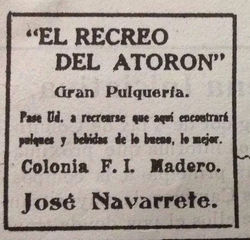 "EL RECREO
DEL ATORON"
Gran Pulquería.
Pase Ud. a recrearse que aquí encontrará
pulques y bebidas de lo bueno, lo mejor.
Colonia F. I. Madero.
José Navarrete.